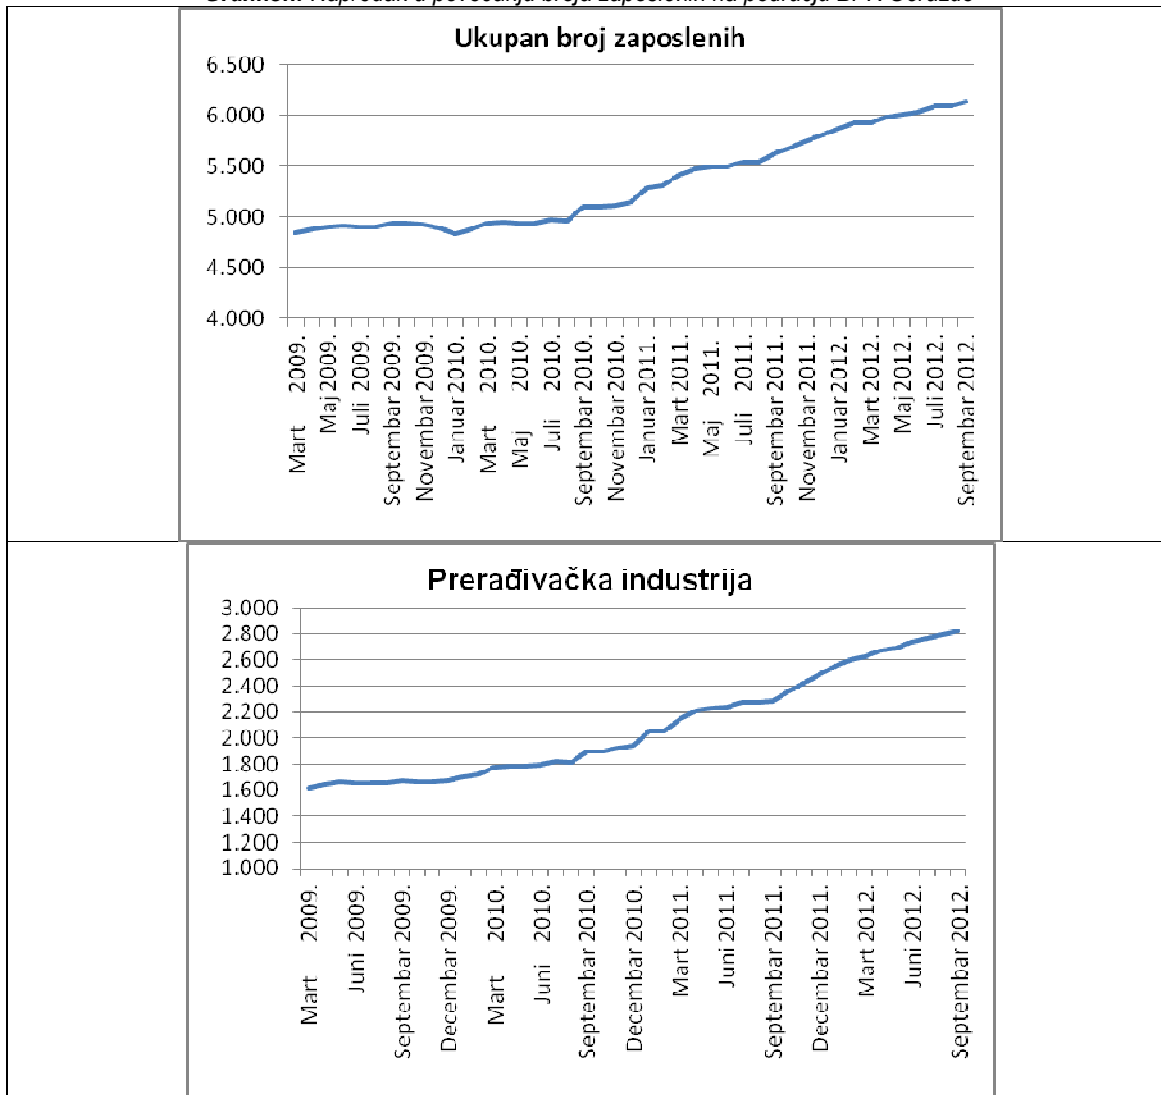 Ukupan broj zaposlenih
6.500
6.000
5.500
5.000
4.500
4.000
Mart 2009.
Maj 2009.
Juli 2009.
Septembar 2009.
Novembar 2009.
Januar 2010.
Mart 2010.
Maj 2010.
Juli 2010.
Septembar 2010.
Novembar 2010.
Januar 2011.
Mart 2011.
Maj 2011.
Juli 2011.
Septembar 2011.
Novembar 2011.
Januar 2012.
Mart 2012.
Maj 2012.
Juli 2012.
Septembar 2012.
Prerađivačka industrija
3.000
2.800
2.600
2.400
2.200
2.000
1.800
1.600
1.400
1.200
1.000
Mart 2009.
Juni 2009.
Septembar 2009.
Decembar 2009.
Mart 2010.
Juni 2010.
Septembar 2010.
Decembar 2010.
Mart 2011.
Juni 2011.
Septembar 2011.
Decembar 2011.
Mart 2012.
Juni 2012.
Septembar 2012.